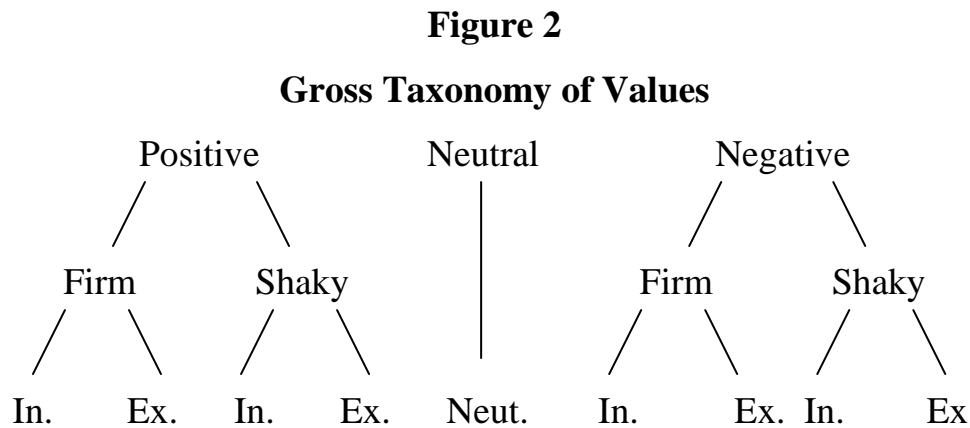 Figure 2
Gross Taxonomy of Values
Positive Neutral Negative
Firm Shaky Firm Shaky
In. Ex. In. Ex. Neut. In. Ex. In. Ex